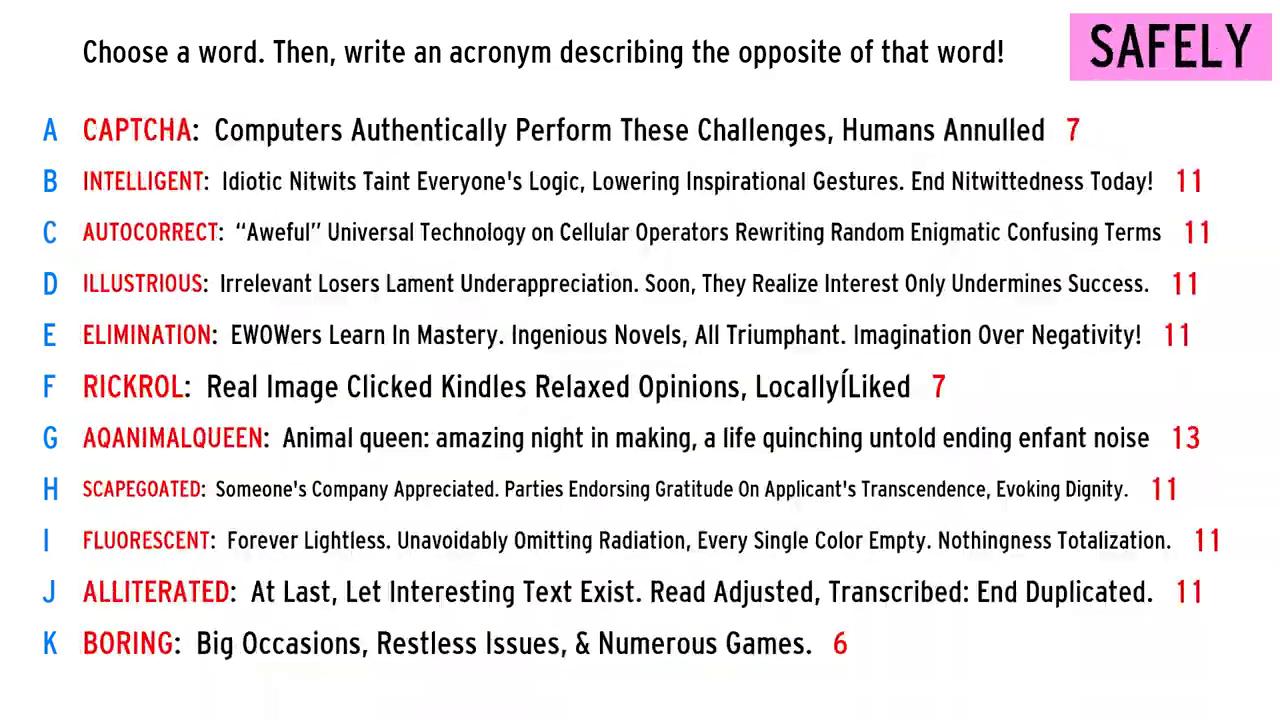 Choose a word. Then, write an acronym describing the opposite of that word!
SAFELY
A CAPTCHA: Computers Authentically Perform These Challenges, Humans Annulled 7
B INTELLIGENT: Idiotic Nitwits Taint Everyone's Logic, Lowering Inspirational Gestures. End Nitwittedness Today! 11
C AUTOCORRECT: “Aweful” Universal Technology on Cellular Operators Rewriting Random Enigmatic Confusing Terms 11
D ILLUSTRIOUS: Irrelevant Losers Lament Underappreciation. Soon, They Realize Interest Only Undermines Success. 11
E ELIMINATION: EWOWers Learn In Mastery. Ingenious Novels, All Triumphant. Imagination Over Negativity! 11
F RICKROL: Real Image Clicked Kindles Relaxed Opinions, LocallyÍLiked 7
G AQANIMALQUEEN: Animal queen: amazing night in making, a life quinching untold ending enfant noise 13
H SCAPEGOATED: Someone's Company Appreciated. Parties Endorsing Gratitude On Applicant's Transcendence, Evoking Dignity. 11
I FLUORESCENT: Forever Lightless. Unavoidably Omitting Radiation, Every Single Color Empty. Nothingness Totalization. 11
J ALLITERATED: At Last, Let Interesting Text Exist. Read Adjusted, Transcribed: End Duplicated. 11
K BORING: Big Occasions, Restless Issues, & Numerous Games. 6